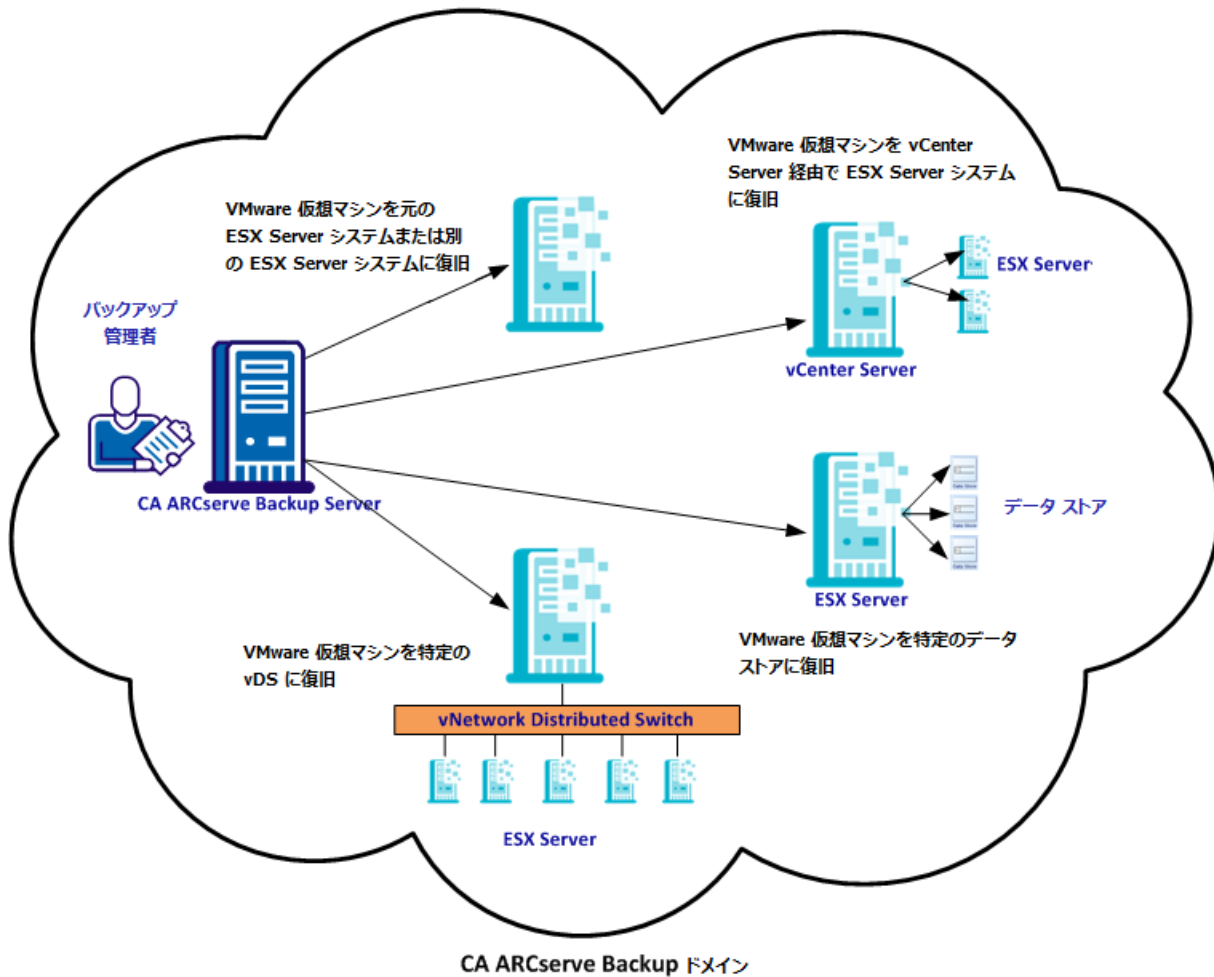 VMware 仮想マシンを vCenter
Server 経由で ESX Server システム
に復旧
VMware 仮想マシンを元の
ESX Server システムまたは別
の ESX Server システムに復旧
ESX Server
バックアップ
管理者
vCenter Server
CA ARCserve Backup Server
データ ストア
Data Store
Data Store
Data Store
ESX Server
VMware 仮想マシンを特定のデータ
ストアに復旧
VMware 仮想マシンを特定の
vDS に復旧
vNetwork Distributed Switch
ESX Server
CA ARCserve Backup ドメイン